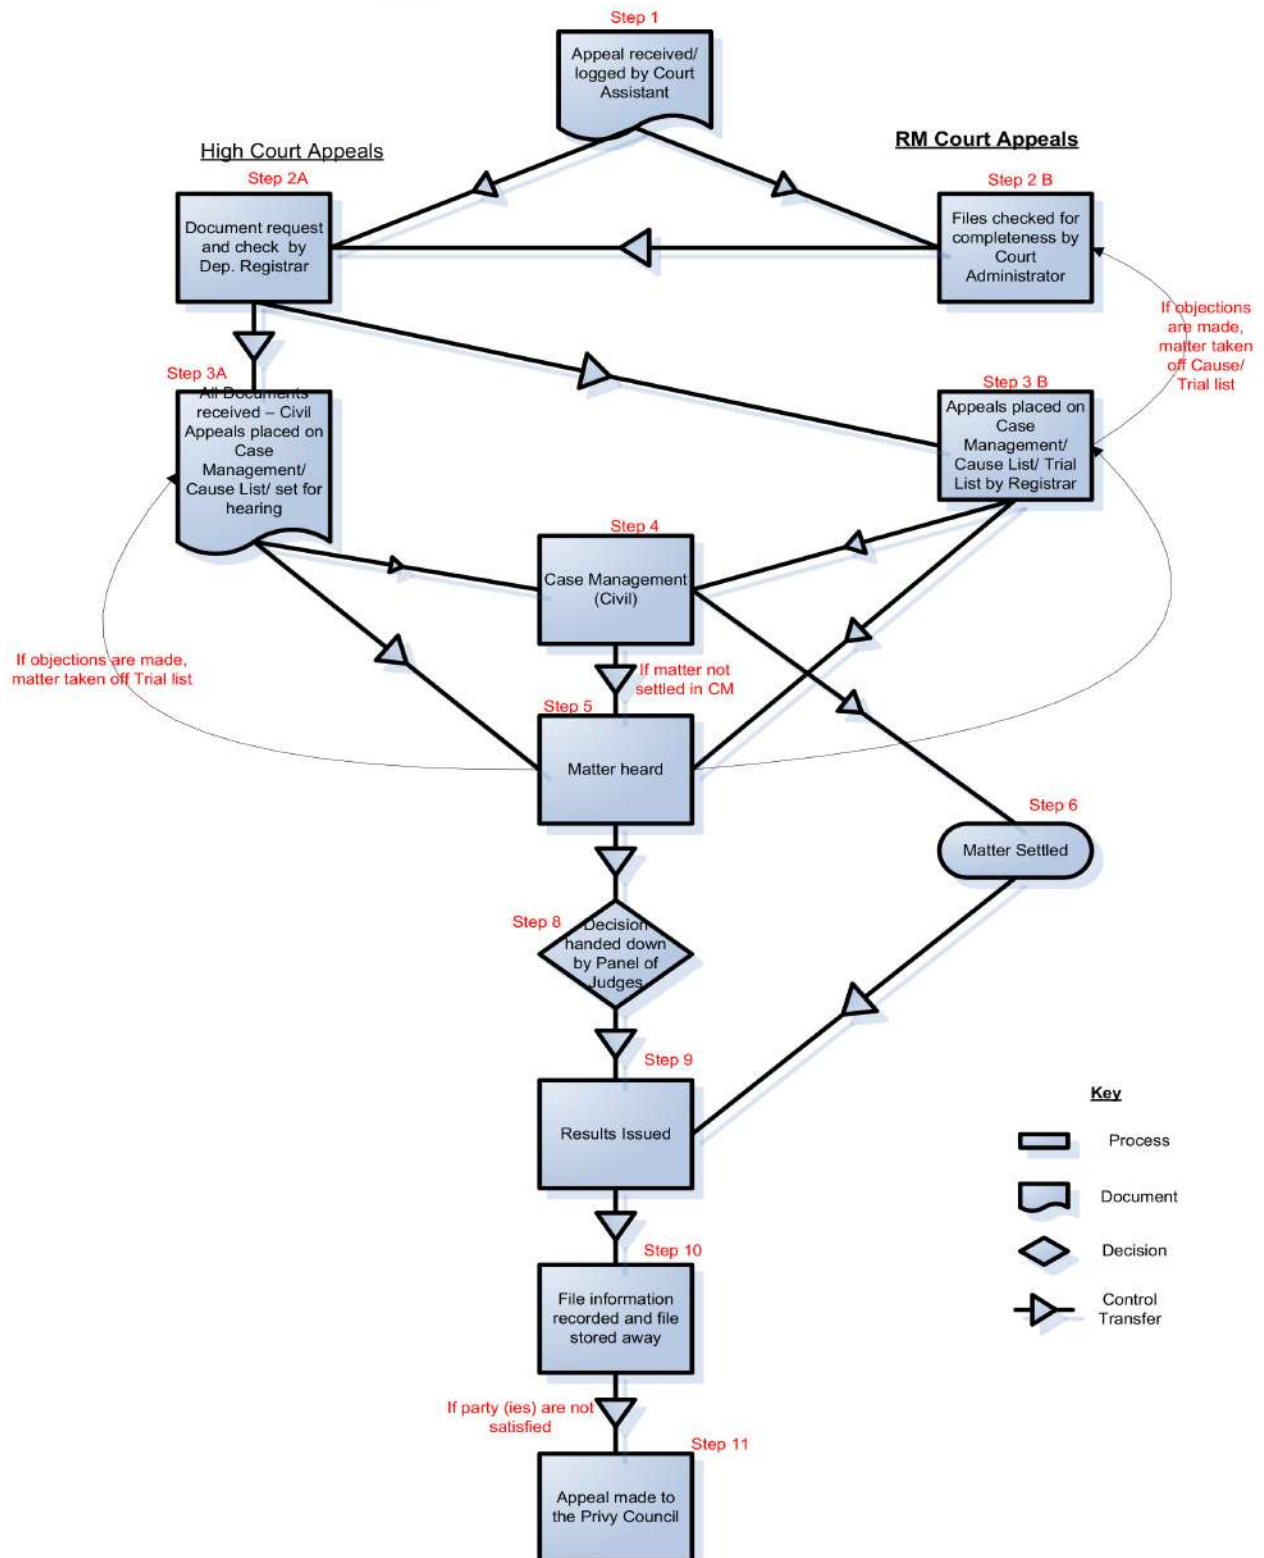 Step 1
Appeal received/
logged by Court
Assistant
High Court Appeals
RM Court Appeals
Step 2A
Document request
and check by
Dep. Registrar
Step 2 B
Files checked for
completeness by
Court
Administrator
If objections
are made,
matter taken
off Cause/
Trial list
Step 3A
All Documents
received – Civil
Appeals placed on
Case
Management/
Cause List/ set for
hearing
Step 3 B
Appeals placed on
Case
Management/
Cause List/ Trial
List by Registrar
Step 4
Case Management
(Civil)
If objections are made,
matter taken off Trial list
If matter not
settled in CM
Step 5
Matter heard
Step 6
Matter Settled
Step 8
Decision
handed down
by Panel of
Judges
Step 9
Results Issued
Step 10
File information
recorded and file
stored away
If party (ies) are not
satisfied
Step 11
Appeal made to
the Privy Council
Key
Process
Document
Decision
Control
Transfer